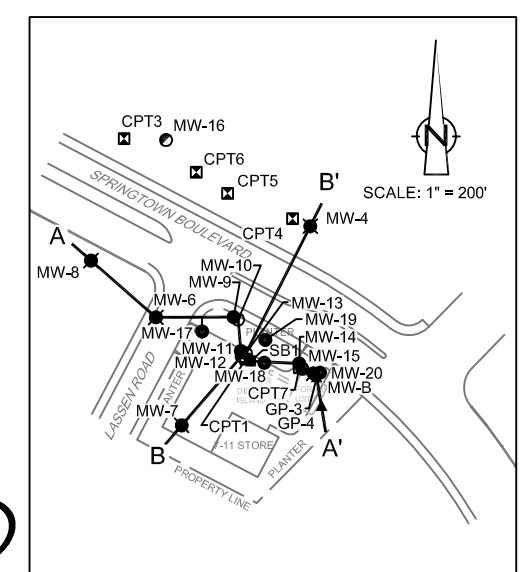 CPT3
MW-16
CPT6
CPT5
SPRINGTOWN BOULEVARD
N
SCALE: 1" = 200'
B'
MW-4
CPT4
A
MW-8
MW-10
MW-9
MW-6
MW-13
MW-19
MW-14
PLANTER
MW-17
MW-11
SB1
MW-15
MW-12
MW-20
MW-18
MW-B
CPT7
GP-3
GP-4
LASSEN ROAD
PLANTER
MW-7
CPT1
7-11 STORE
PLANTER
A'
B
PROPERTY LINE